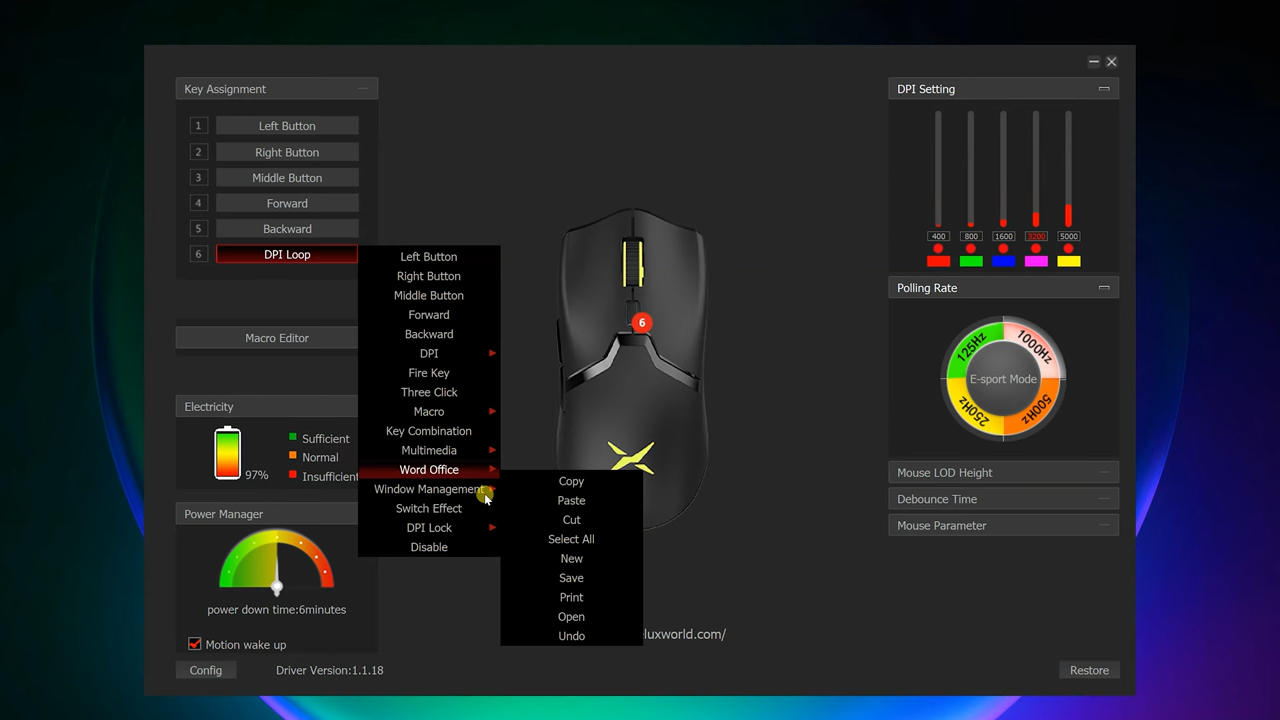 Key Assignment
1 Left Button
2 Right Button
3 Middle Button
4 Forward
5 Backward
6 DPI Loop
Macro Editor
Electricity
Sufficient
Normal
Insufficient
97%
Power Manager
power down time:6minutes
Motion wake up
Config
Driver Version:1.1.18
Left Button
Right Button
Middle Button
Forward
Backward
DPI
Fire Key
Three Click
Macro
Key Combination
Multimedia
Word Office
Window Management
Switch Effect
DPI Lock
Disable
Copy
Paste
Cut
Select All
New
Save
Print
Open
Undo
6
luxworld.com/
DPI Setting
400 800 1600 3200 5000
Polling Rate
125Hz
1000Hz
E-sport Mode
250Hz
500Hz
Mouse LOD Height
Debounce Time
Mouse Parameter
Restore